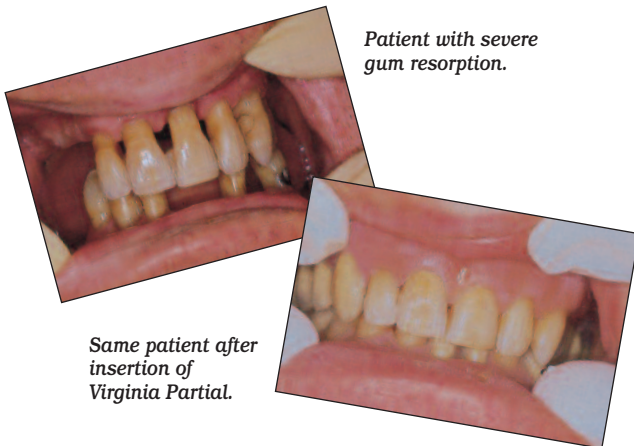 Patient with severe
gum resorption.
Same patient after
insertion of
Virginia Partial.